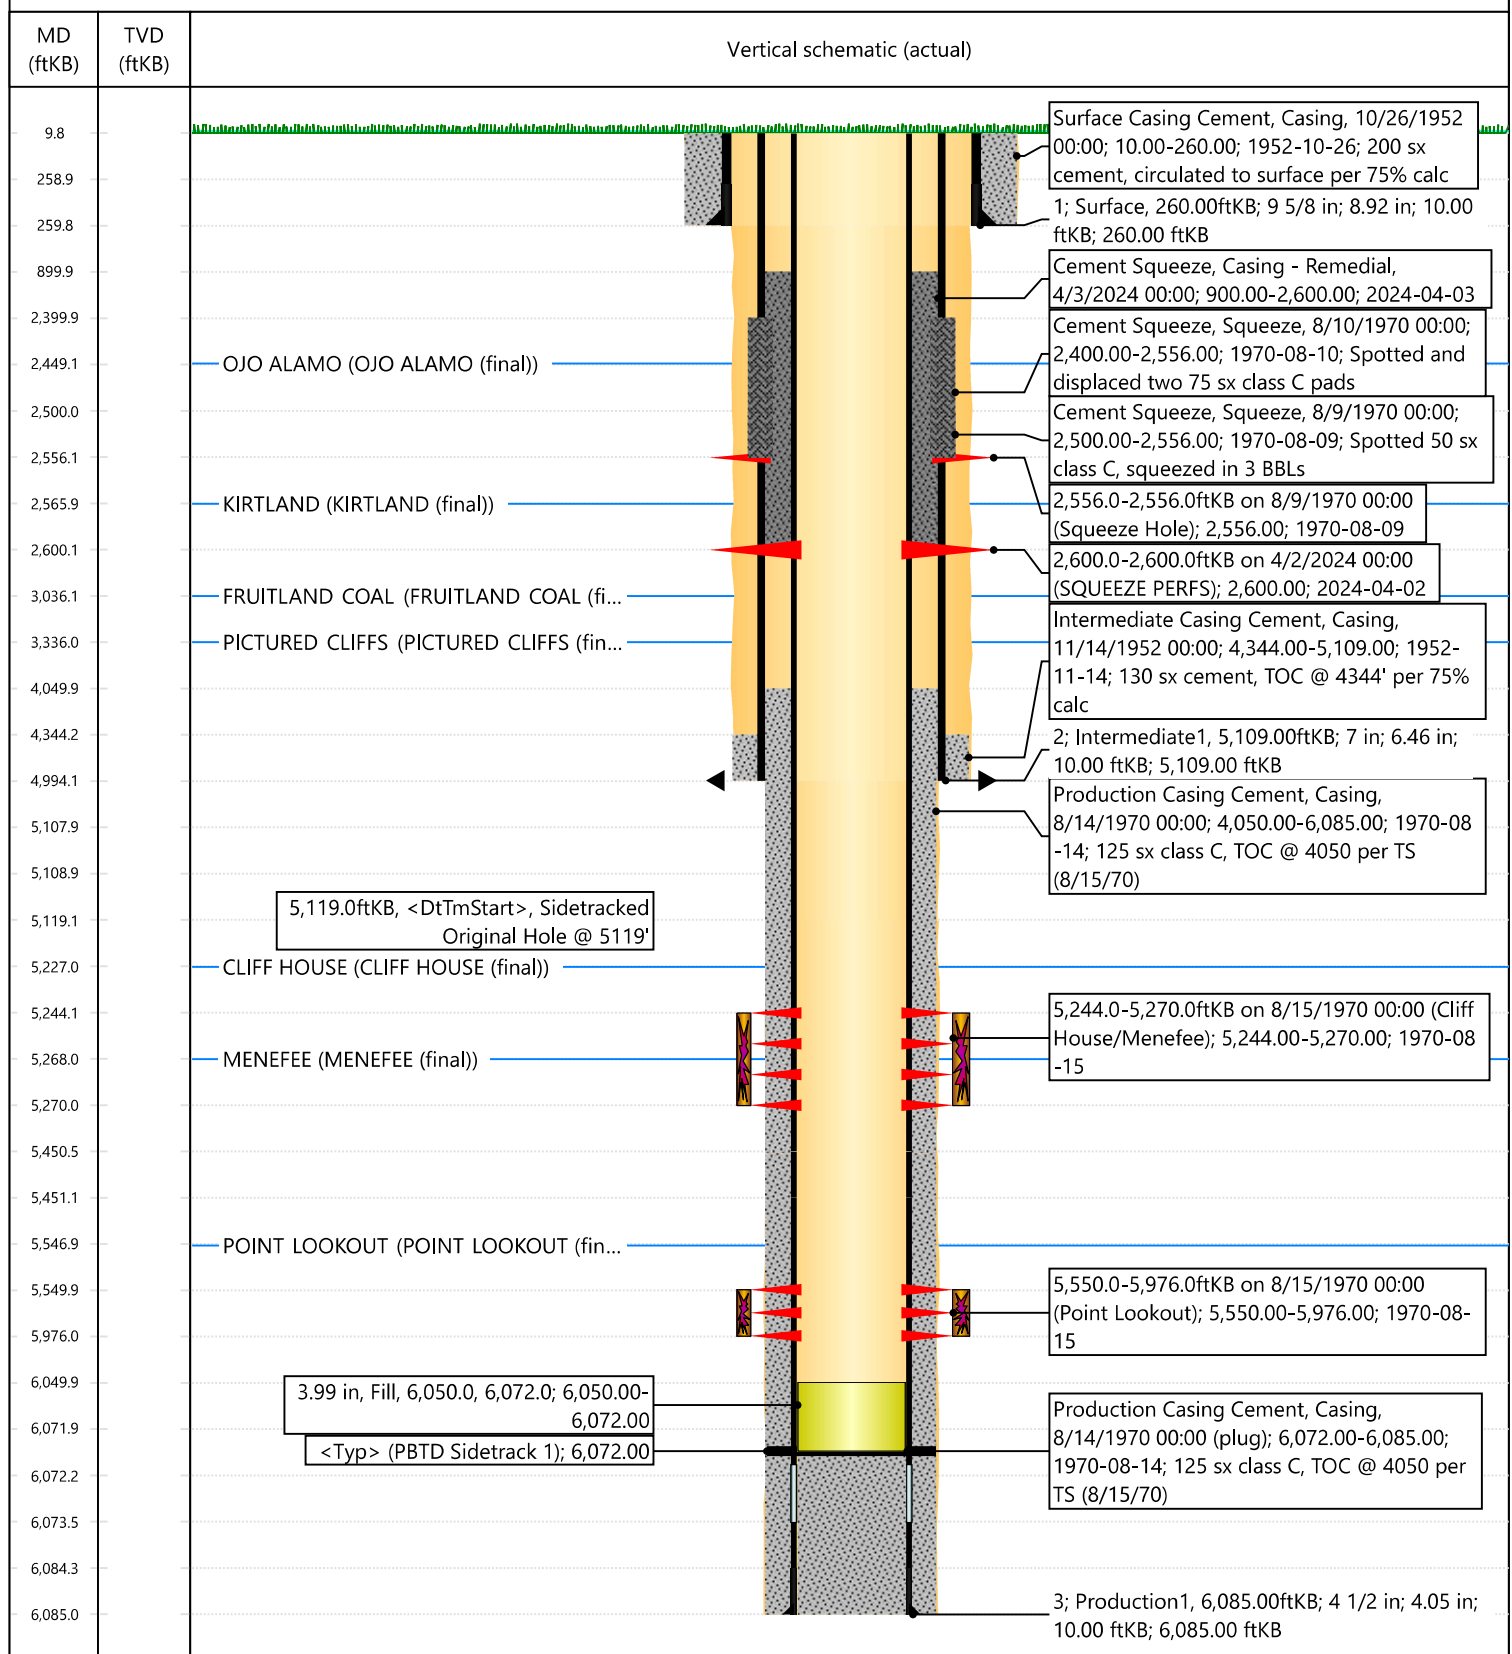 MD
(ftKB)
TVD
(ftKB)
Vertical schematic (actual)
9.8
258.9
259.8
899.9
2,399.9
2,449.1
2,500.0
2,556.1
2,565.9
2,600.1
3,036.1
3,336.0
4,049.9
4,344.2
4,994.1
5,107.9
5,108.9
5,119.1
5,227.0
5,244.1
5,268.0
5,270.0
5,450.5
5,451.1
5,546.9
5,549.9
5,976.0
6,049.9
6,071.9
6,072.2
6,073.5
6,084.3
6,085.0
OJO ALAMO (OJO ALAMO (final))
KIRTLAND (KIRTLAND (final))
FRUITLAND COAL (FRUITLAND COAL (fi...
PICTURED CLIFFS (PICTURED CLIFFS (fin...
5,119.0ftKB, <DtTmStart>, Sidetracked
Original Hole @ 5119'
CLIFF HOUSE (CLIFF HOUSE (final))
MENEFEE (MENEFEE (final))
POINT LOOKOUT (POINT LOOKOUT (fin...
3.99 in, Fill, 6,050.0, 6,072.0; 6,050.00-
6,072.00
<Typ> (PBTD Sidetrack 1); 6,072.00
Surface Casing Cement, Casing, 10/26/1952
00:00; 10.00-260.00; 1952-10-26; 200 sx
cement, circulated to surface per 75% calc
1; Surface, 260.00ftKB; 9 5/8 in; 8.92 in; 10.00
ftKB; 260.00 ftKB
Cement Squeeze, Casing - Remedial,
4/3/2024 00:00; 900.00-2,600.00; 2024-04-03
Cement Squeeze, Squeeze, 8/10/1970 00:00;
2,400.00-2,556.00; 1970-08-10; Spotted and
displaced two 75 sx class C pads
Cement Squeeze, Squeeze, 8/9/1970 00:00;
2,500.00-2,556.00; 1970-08-09; Spotted 50 sx
class C, squeezed in 3 BBLs
2,556.0-2,556.0ftKB on 8/9/1970 00:00
(Squeeze Hole); 2,556.00; 1970-08-09
2,600.0-2,600.0ftKB on 4/2/2024 00:00
(SQUEEZE PERFS); 2,600.00; 2024-04-02
Intermediate Casing Cement, Casing,
11/14/1952 00:00; 4,344.00-5,109.00; 1952-
11-14; 130 sx cement, TOC @ 4344' per 75%
calc
2; Intermediate1, 5,109.00ftKB; 7 in; 6.46 in;
10.00 ftKB; 5,109.00 ftKB
Production Casing Cement, Casing,
8/14/1970 00:00; 4,050.00-6,085.00; 1970-08
-14; 125 sx class C, TOC @ 4050 per TS
(8/15/70)
5,244.0-5,270.0ftKB on 8/15/1970 00:00 (Cliff
House/Menefee); 5,244.00-5,270.00; 1970-08
-15
5,550.0-5,976.0ftKB on 8/15/1970 00:00
(Point Lookout); 5,550.00-5,976.00; 1970-08-
15
Production Casing Cement, Casing,
8/14/1970 00:00 (plug); 6,072.00-6,085.00;
1970-08-14; 125 sx class C, TOC @ 4050 per
TS (8/15/70)
3; Production1, 6,085.00ftKB; 4 1/2 in; 4.05 in;
10.00 ftKB; 6,085.00 ftKB